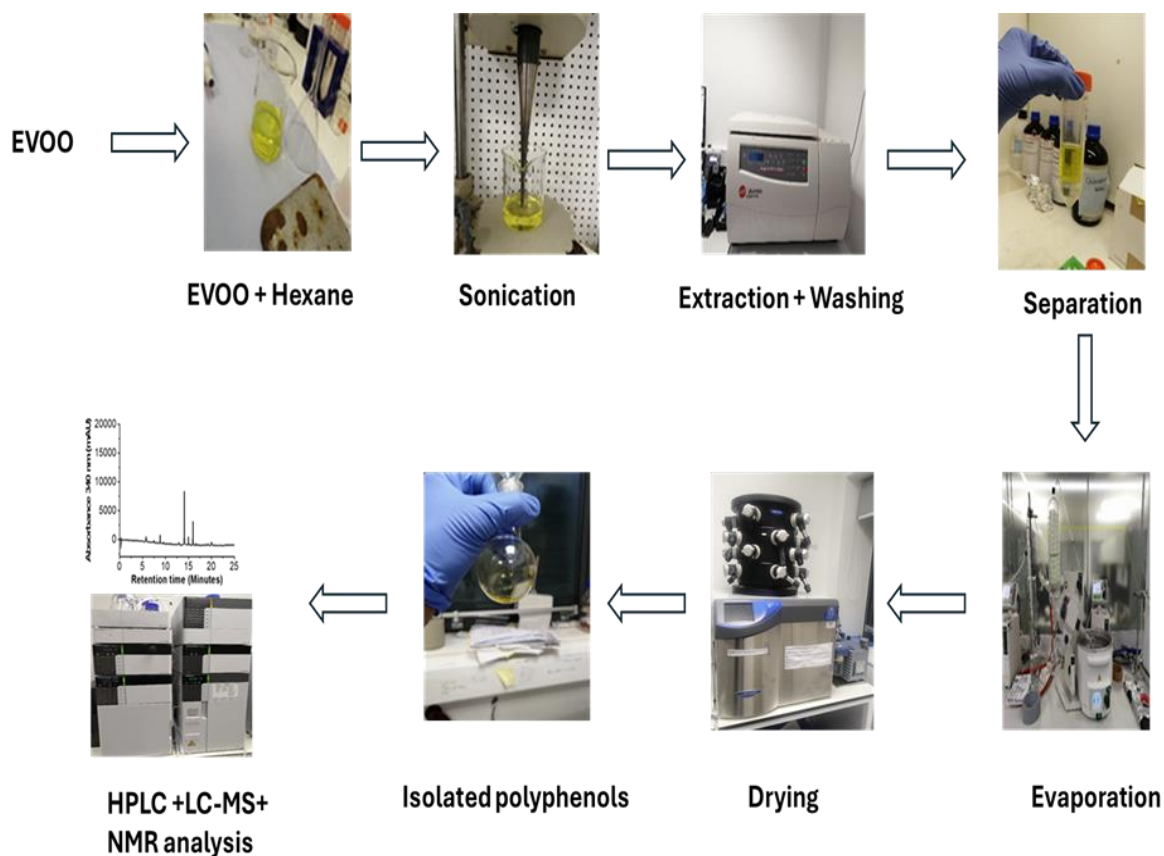 EVOO
EVOO + Hexane
Sonication
Extraction + Washing
Separation
Evaporation
Drying
Isolated polyphenols
Absorbance 340 nm (mAU)
20000
15000
10000
5000
0
0 5 10 15 20 25
Retention time (Minutes)
HPLC +LC-MS+
NMR analysis